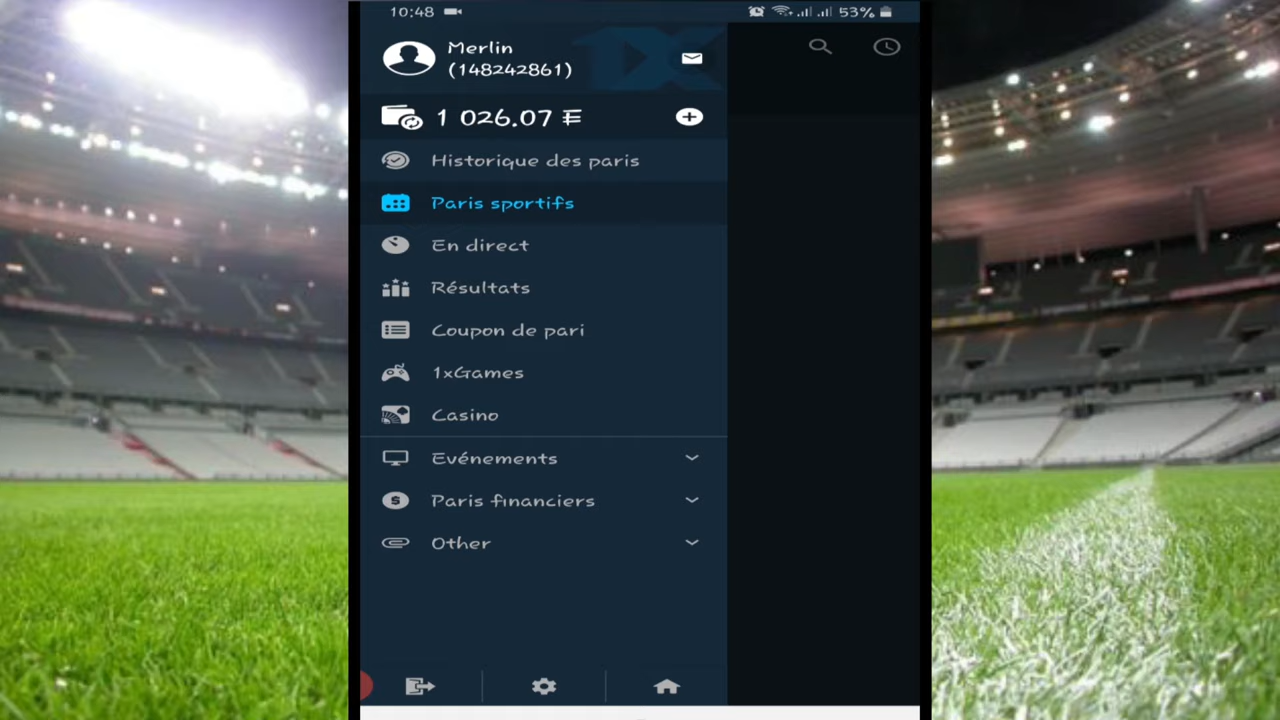 10:48
53%
Merlin
(148242861)
1X
1 026.07 ₣
Historique des paris
Paris sportifs
En direct
Résultats
Coupon de pari
1xGames
Casino
Evénements
Paris financiers
Other